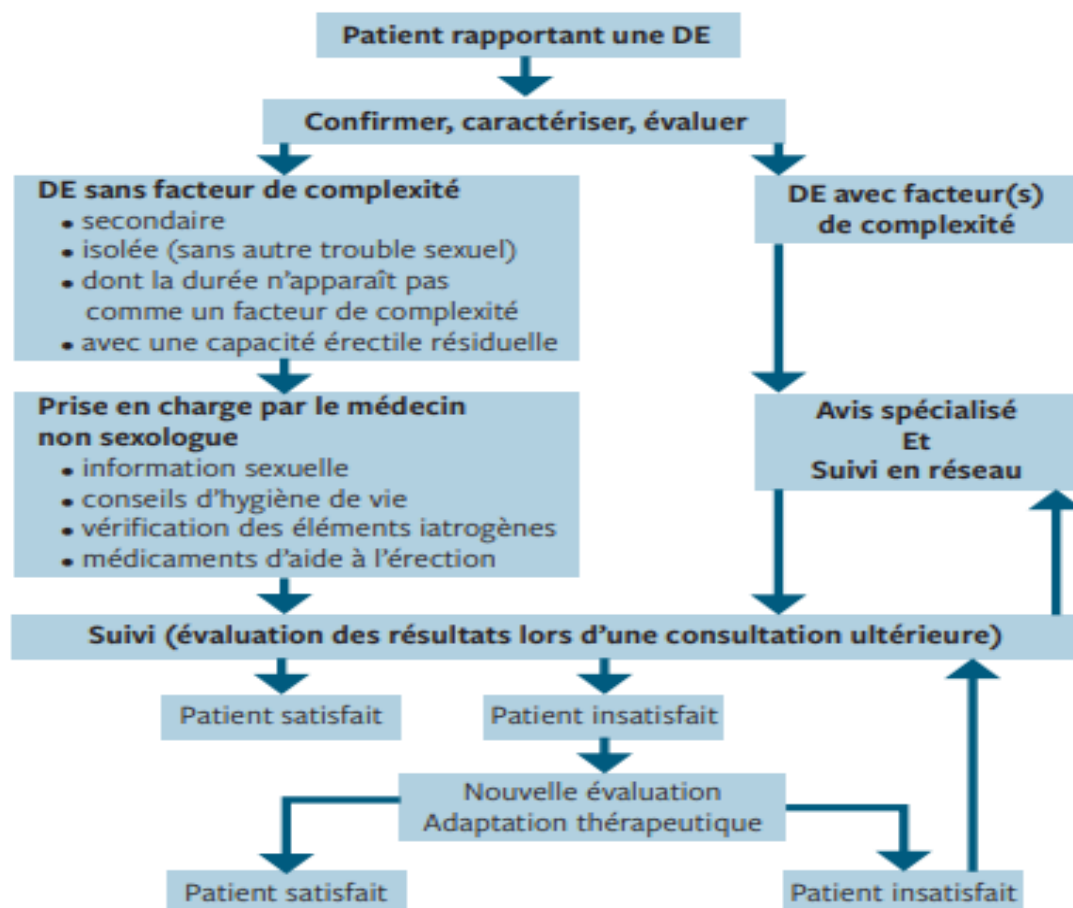 Patient rapportant une DE
Confirmer, caractériser, évaluer
DE sans facteur de complexité
• secondaire
• isolée (sans autre trouble sexuel)
• dont la durée n'apparaît pas
comme un facteur de complexité
• avec une capacité érectile résiduelle
DE avec facteur(s)
de complexité
Prise en charge par le médecin
non sexologue
• information sexuelle
• conseils d'hygiène de vie
• vérification des éléments iatrogènes
• médicaments d'aide à l'érection
Avis spécialisé
Et
Suivi en réseau
Suivi (évaluation des résultats lors d'une consultation ultérieure)
Patient satisfait
Patient insatisfait
Nouvelle évaluation
Adaptation thérapeutique
Patient satisfait
Patient insatisfait